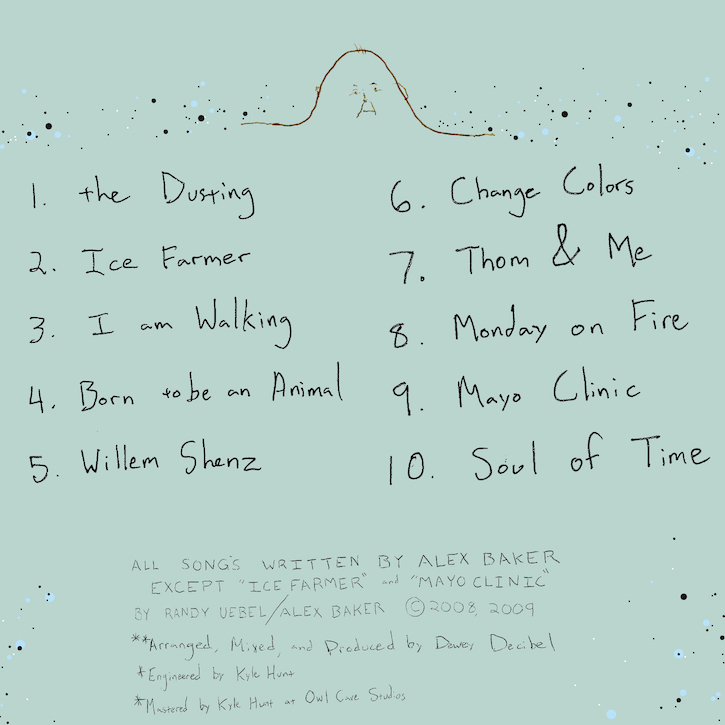 1. the Dusting
2. Ice Farmer
3. I am Walking
4. Born to be an Animal
5. Willem Shenz
6. Change Colors
7. Thom & Me
8. Monday on Fire
9. Mayo Clinic
10. Soul of Time
ALL SONG'S WRITTEN BY ALEX BAKER
EXCEPT "ICE FARMER" and "MAYO CLINIC"
BY RANDY UEBEL/ALEX BAKER ©2008, 2009
**Arranged, Mixed, and Produced by Dewey Decibel
*Engineered by Kyle Hunt
*Mastered by Kyle Hunt at Owl Cave Studios